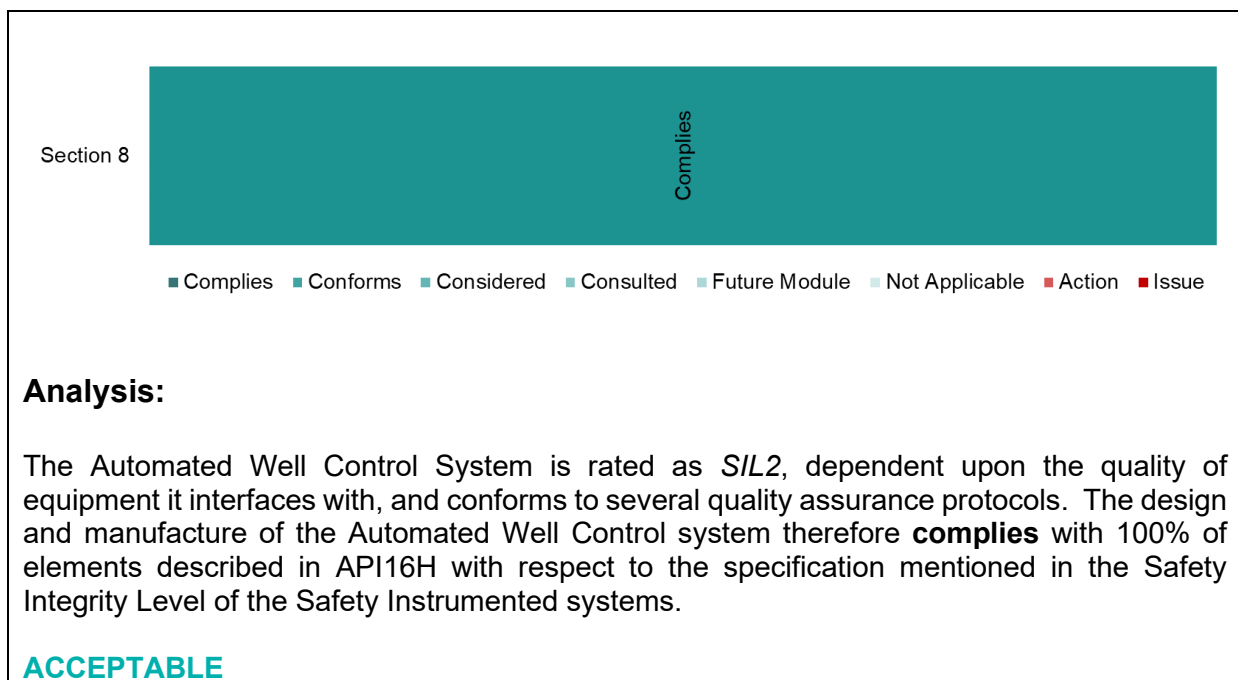 Section 8
Complies
Complies Conforms Considered Consulted Future Module Not Applicable Action Issue
Analysis:
The Automated Well Control System is rated as SIL2, dependent upon the quality of
equipment it interfaces with, and conforms to several quality assurance protocols. The design
and manufacture of the Automated Well Control system therefore complies with 100% of
elements described in API16H with respect to the specification mentioned in the Safety
Integrity Level of the Safety Instrumented systems.
ACCEPTABLE